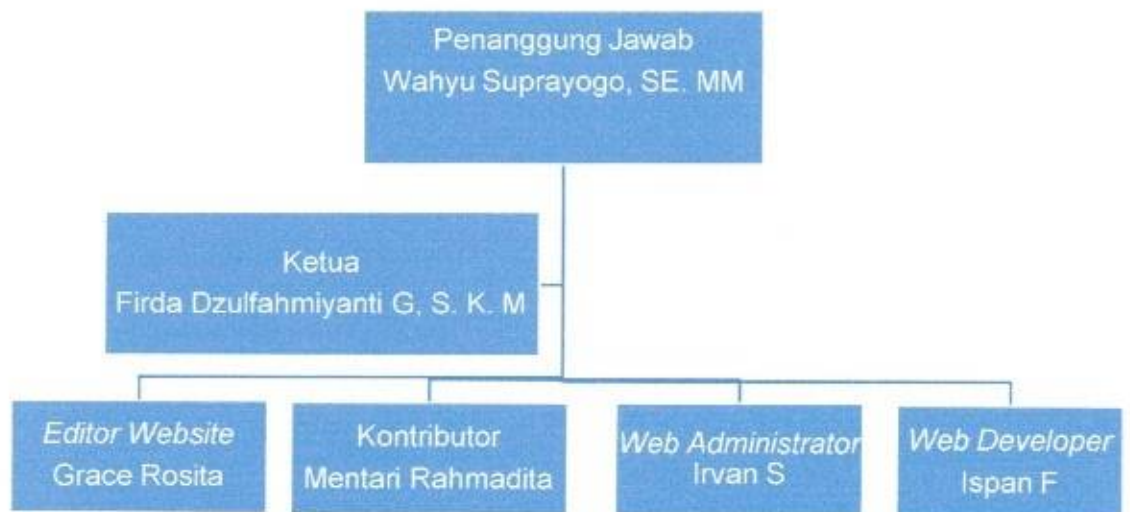 Penanggung Jawab
Wahyu Suprayogo, SE. MM
Ketua
Firda Dzulfahmiyanti G, S. K. M
Editor Website
Grace Rosita
Kontributor
Mentari Rahmadita
Web Administrator
Irvan S
Web Developer
Ispan F